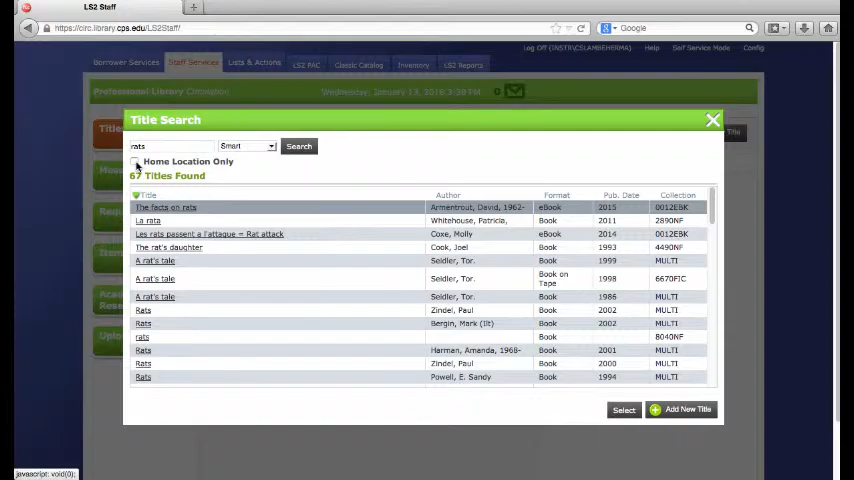 LS2 Staff
https://circ.library.cps.edu/LS2Staff/
Google
Log Off (INSTR\CSLAMBEHERMA) Help Self Service Mode Config
Borrower Services Staff Services Lists & Actions LS2 PAC Classic Catalog Inventory LS2 Reports
Professional Library Circulation Wednesday, January 13, 2016 3:30 PM 0
Title Search
rats Smart Search
Home Location Only
67 Titles Found
Title Author Format Pub. Date Collection
The facts on rats Armentrout, David, 1962- eBook 2015 0012EBK
La rata Whitehouse, Patricia, Book 2011 2890NF
Les rats passent a l'attaque = Rat attack Coxe, Molly eBook 2014 0012EBK
The rat's daughter Cook, Joel Book 1993 4490NF
A rat's tale Seidler, Tor. Book 1999 MULTI
A rat's tale Seidler, Tor. Book on Tape 1998 6670FIC
A rat's tale Seidler, Tor. Book 1986 MULTI
Rats Zindel, Paul Book 2002 MULTI
Rats Bergin, Mark (Ilt) Book 2002 MULTI
rats Book 8040NF
Rats Harman, Amanda, 1968- Book 2001 MULTI
Rats Zindel, Paul Book 2000 MULTI
Rats Powell, E. Sandy Book 1994 MULTI
Select Add New Title
Title
javascript: void(0);